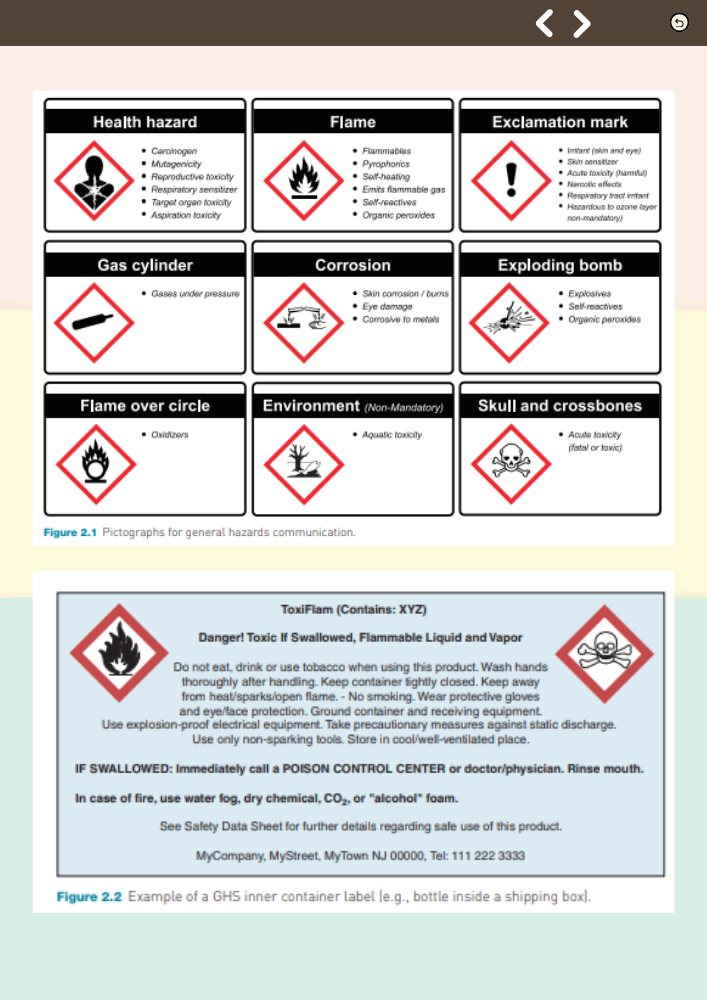 Health hazard
Carcinogen
Mutagenicity
Reproductive toxicity
Respiratory sensitizer
Target organ toxicity
Aspiration toxicity
Flame
Flammables
Pyrophorics
Self-heating
Emits flammable gas
Self-reactives
Organic peroxides
Exclamation mark
Irritant (skin and eye)
Skin sensitizer
Acute toxicity (harmful)
Narcotic effects
Respiratory tract irritant
Hazardous to ozone layer
non-mandatory)
Gas cylinder
Gases under pressure
Corrosion
Skin corrosion / burns
Eye damage
Corrosive to metals
Exploding bomb
Explosives
Self-reactives
Organic peroxides
Flame over circle
Oxidizers
Environment (Non-Mandatory)
Aquatic toxicity
Skull and crossbones
Acute toxicity
(fatal or toxic)
Figure 2.1 Pictographs for general hazards communication.
ToxiFlam (Contains: XYZ)
Danger! Toxic If Swallowed, Flammable Liquid and Vapor
Do not eat, drink or use tobacco when using this product. Wash hands
thoroughly after handling. Keep container tightly closed. Keep away
from heat/sparks/open flame. - No smoking. Wear protective gloves
and eye/face protection. Ground container and receiving equipment.
Use explosion-proof electrical equipment. Take precautionary measures against static discharge.
Use only non-sparking tools. Store in cool/well-ventilated place.
IF SWALLOWED: Immediately call a POISON CONTROL CENTER or doctor/physician. Rinse mouth.
In case of fire, use water fog, dry chemical, CO₂, or "alcohol" foam.
See Safety Data Sheet for further details regarding safe use of this product.
MyCompany, MyStreet, MyTown NJ 00000, Tel: 111 222 3333
Figure 2.2 Example of a GHS inner container label (e.g., bottle inside a shipping box).